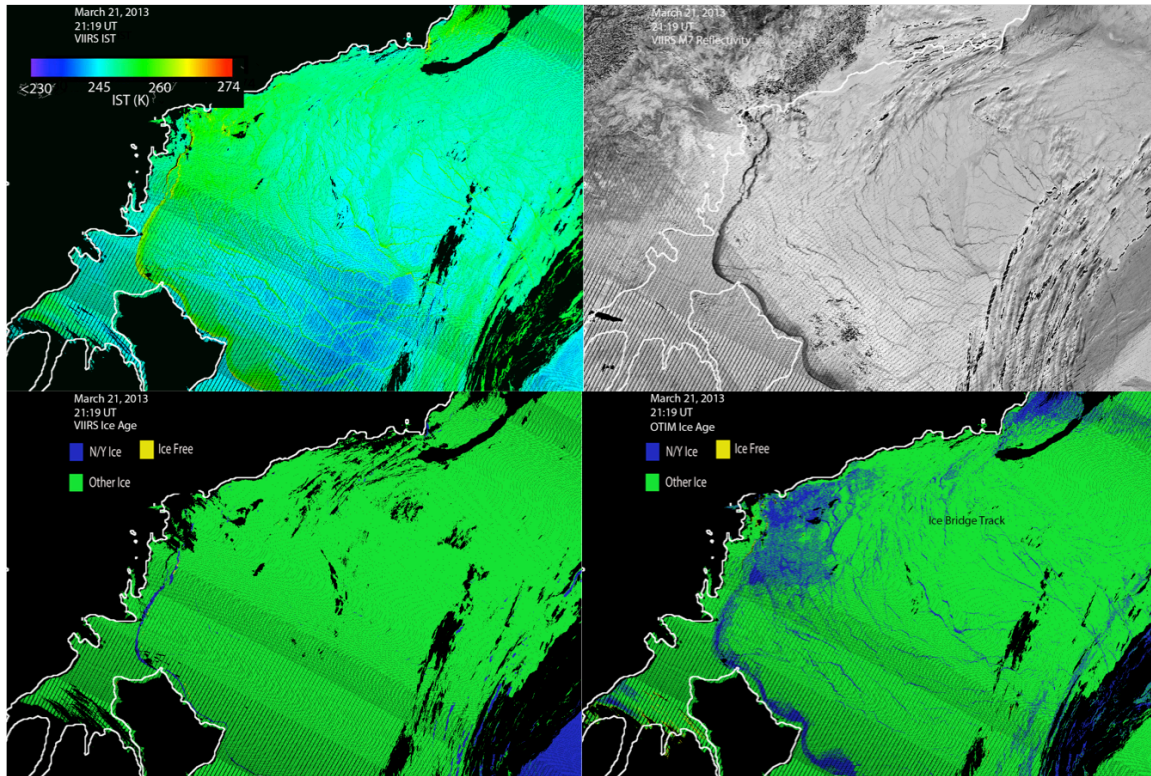 March 21, 2013
21:19 UT
VIIRS IST
<230 245 260 274
IST (K)
March 21, 2013
21:19 UT
VIIRS M7 Reflectivity
March 21, 2013
21:19 UT
VIIRS Ice Age
N/Y Ice Ice Free
Other Ice
March 21, 2013
21:19 UT
OTIM Ice Age
N/Y Ice Ice Free
Other Ice
Ice Bridge Track